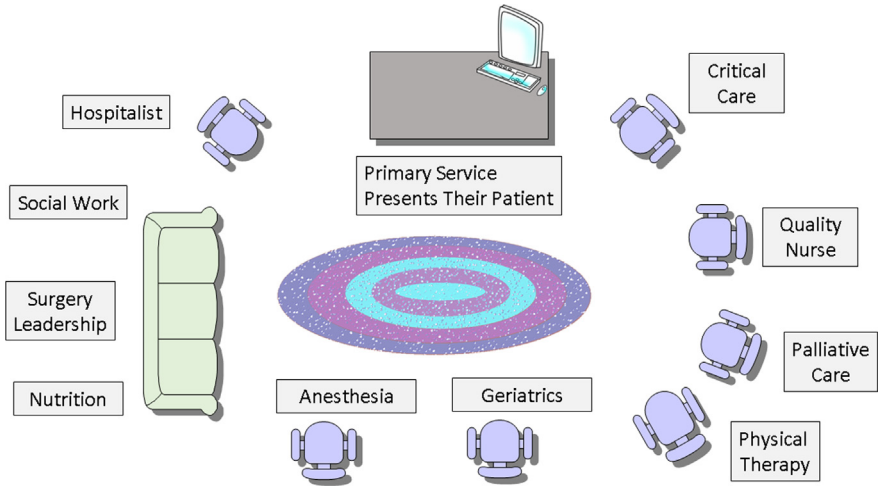 Hospitalist
Critical
Care
Primary Service
Presents Their Patient
Social Work
Quality
Nurse
Surgery
Leadership
Palliative
Care
Nutrition
Anesthesia
Geriatrics
Physical
Therapy